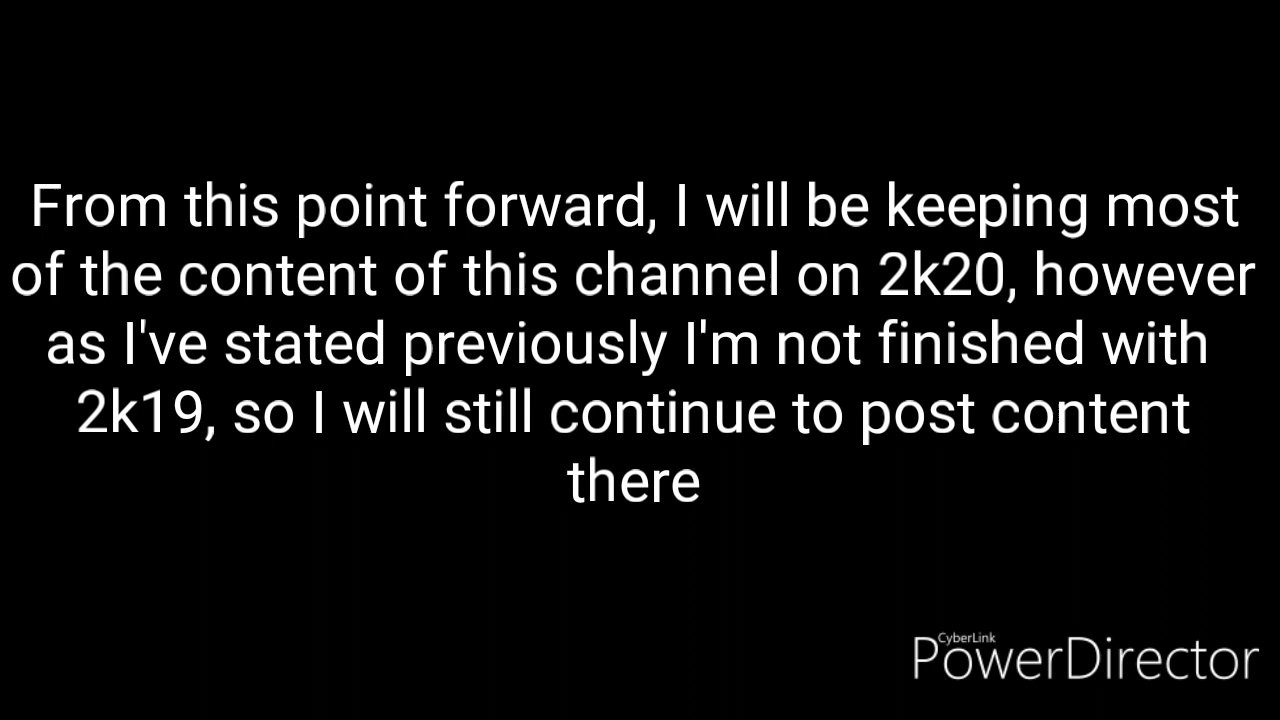 From this point forward, I will be keeping most
of the content of this channel on 2k20, however
as I've stated previously I'm not finished with
2k19, so I will still continue to post content
there
CyberLink
PowerDirector